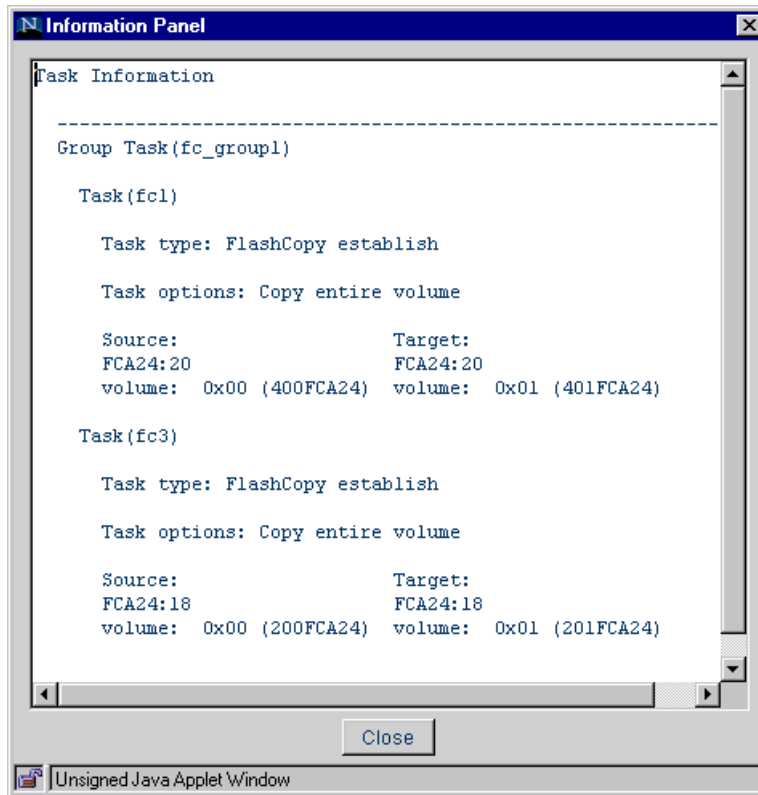 N Information Panel
Task Information
------------------------------------------------------------
Group Task(fc_group1)
Task(fc1)
Task type: FlashCopy establish
Task options: Copy entire volume
Source: Target:
FCA24:20 FCA24:20
volume: 0x00 (400FCA24) volume: 0x01 (401FCA24)
Task(fc3)
Task type: FlashCopy establish
Task options: Copy entire volume
Source: Target:
FCA24:18 FCA24:18
volume: 0x00 (200FCA24) volume: 0x01 (201FCA24)
Close
Unsigned Java Applet Window